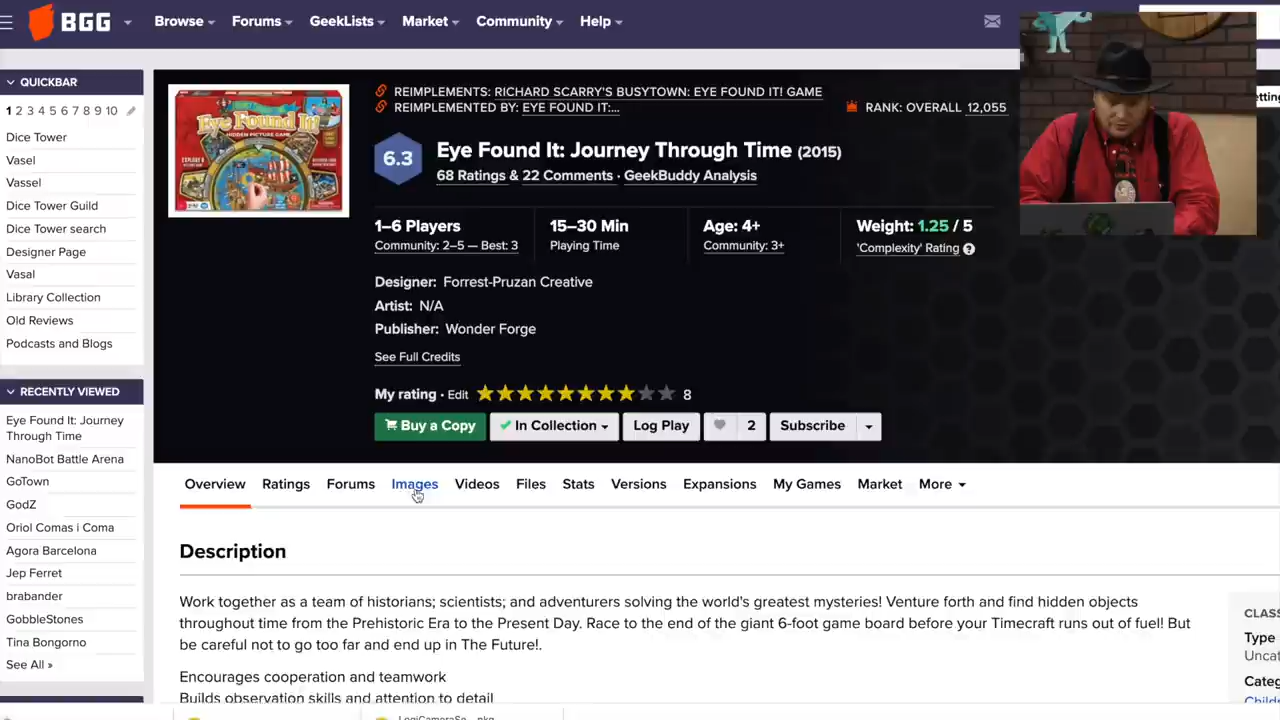 BGG
Browse
Forums
GeekLists
Market
Community
Help
QUICKBAR
1 2 3 4 5 6 7 8 9 10
Dice Tower
Vasel
Vassel
Dice Tower Guild
Dice Tower search
Designer Page
Vasal
Library Collection
Old Reviews
Podcasts and Blogs
RECENTLY VIEWED
Eye Found It: Journey
Through Time
NanoBot Battle Arena
GoTown
GodZ
Oriol Comas i Coma
Agora Barcelona
Jep Ferret
brabander
GobbleStones
Tina Bongorno
See All »
Eye Found It!
HIDDEN PICTURE GAME
REIMPLEMENTS: RICHARD SCARRY'S BUSYTOWN: EYE FOUND IT! GAME
REIMPLEMENTED BY: EYE FOUND IT:...
RANK: OVERALL 12,055
6.3
Eye Found It: Journey Through Time (2015)
68 Ratings & 22 Comments · GeekBuddy Analysis
1–6 Players
Community: 2–5 — Best: 3
15–30 Min
Playing Time
Age: 4+
Community: 3+
Weight: 1.25 / 5
'Complexity' Rating
Designer: Forrest-Pruzan Creative
Artist: N/A
Publisher: Wonder Forge
See Full Credits
My rating · Edit 8
Buy a Copy
In Collection
Log Play
2
Subscribe
Overview
Ratings
Forums
Images
Videos
Files
Stats
Versions
Expansions
My Games
Market
More
Description
Work together as a team of historians; scientists; and adventurers solving the world's greatest mysteries! Venture forth and find hidden objects
throughout time from the Prehistoric Era to the Present Day. Race to the end of the giant 6-foot game board before your Timecraft runs out of fuel! But
be careful not to go too far and end up in The Future!.
Encourages cooperation and teamwork
Builds observation skills and attention to detail
CLASS
Type
Uncat
Categ
Childr
etting